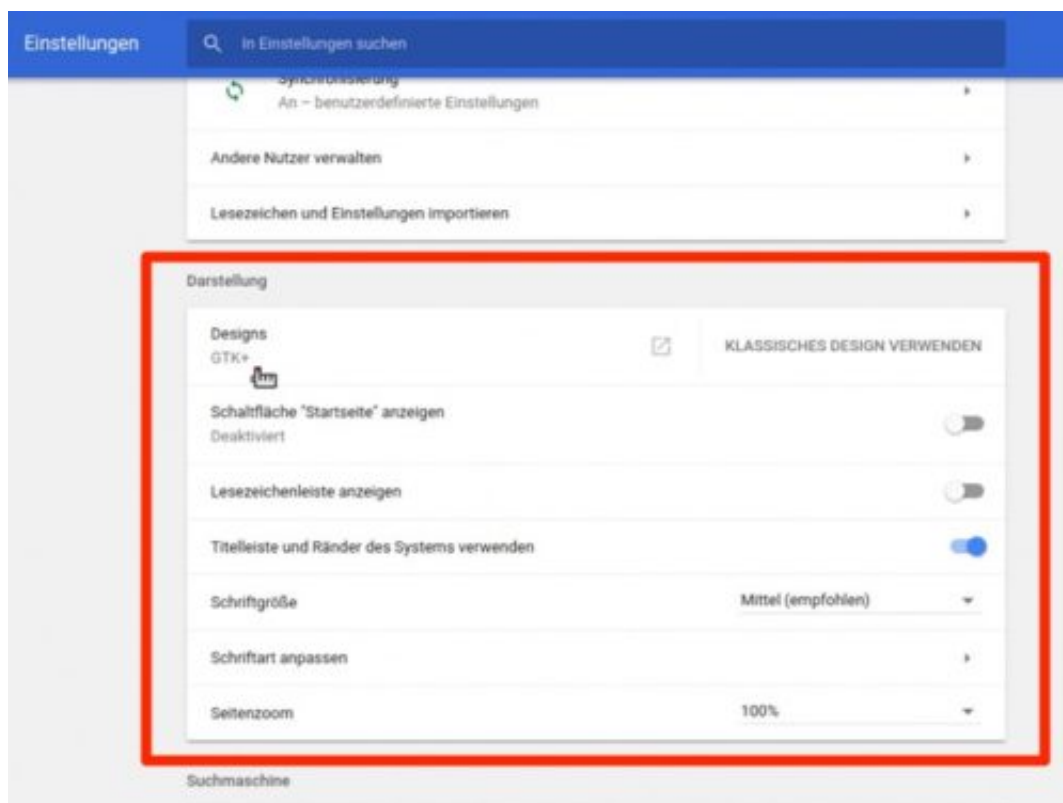 Einstellungen
In Einstellungen suchen
Synchronisierung
An – benutzerdefinierte Einstellungen
Andere Nutzer verwalten
Lesezeichen und Einstellungen importieren
Darstellung
Designs
GTK+
KLASSISCHES DESIGN VERWENDEN
Schaltfläche "Startseite" anzeigen
Deaktiviert
Lesezeichenleiste anzeigen
Titelleiste und Ränder des Systems verwenden
Schriftgröße
Mittel (empfohlen)
Schriftart anpassen
Seitenzoom
100%
Suchmaschine